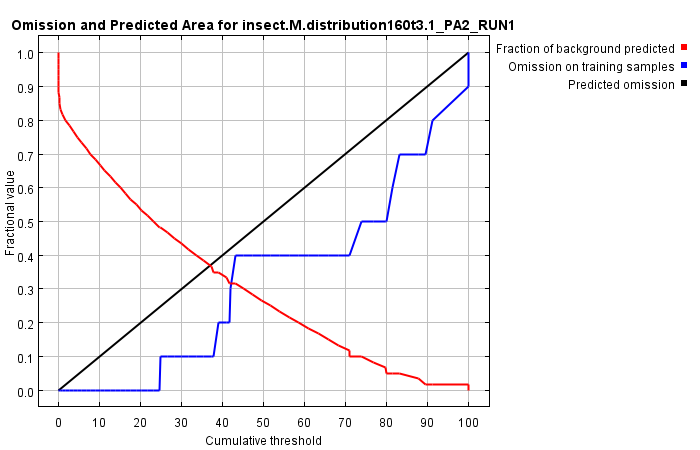 Omission and Predicted Area for insect.M.distribution160t3.1_PA2_RUN1
Fraction of background predicted
Omission on training samples
Predicted omission
Fractional value
1.0
0.9
0.8
0.7
0.6
0.5
0.4
0.3
0.2
0.1
0.0
0 10 20 30 40 50 60 70 80 90 100
Cumulative threshold